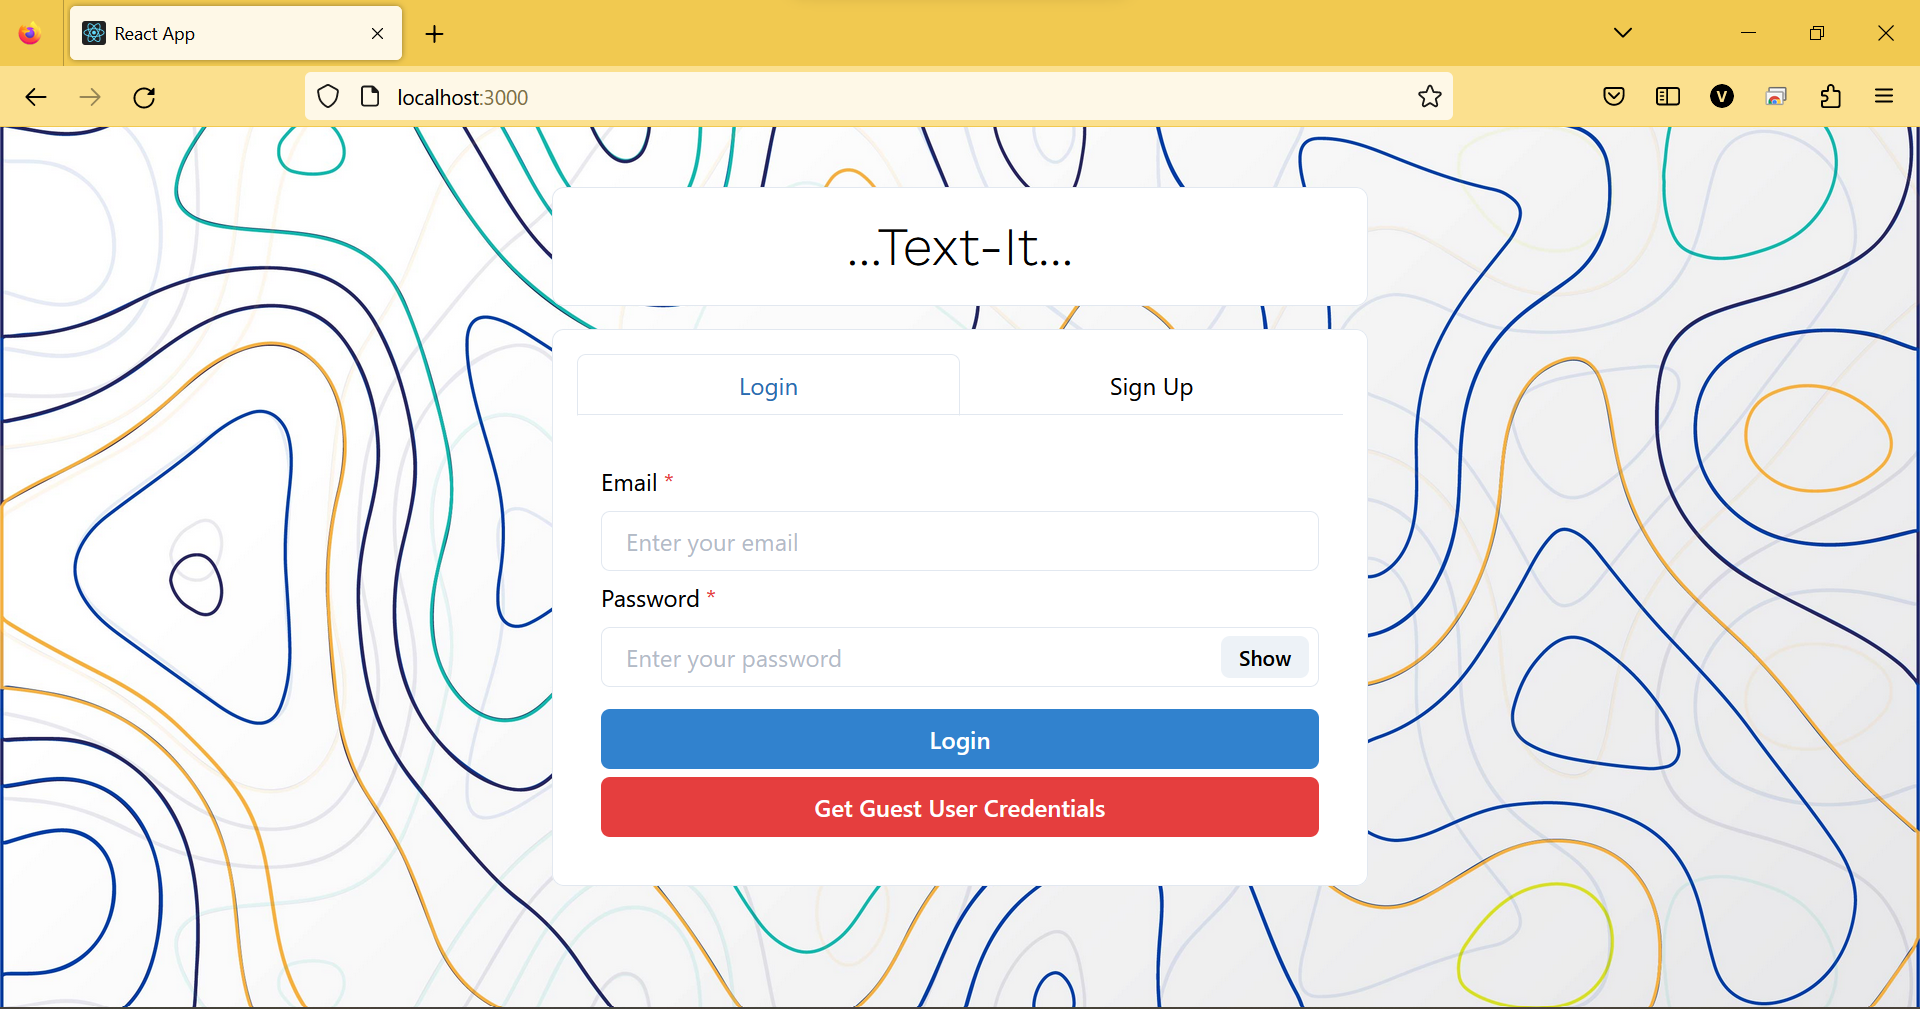 React App
localhost:3000
V
...Text-It...
Login Sign Up
Email *
Enter your email
Password *
Enter your password Show
Login
Get Guest User Credentials